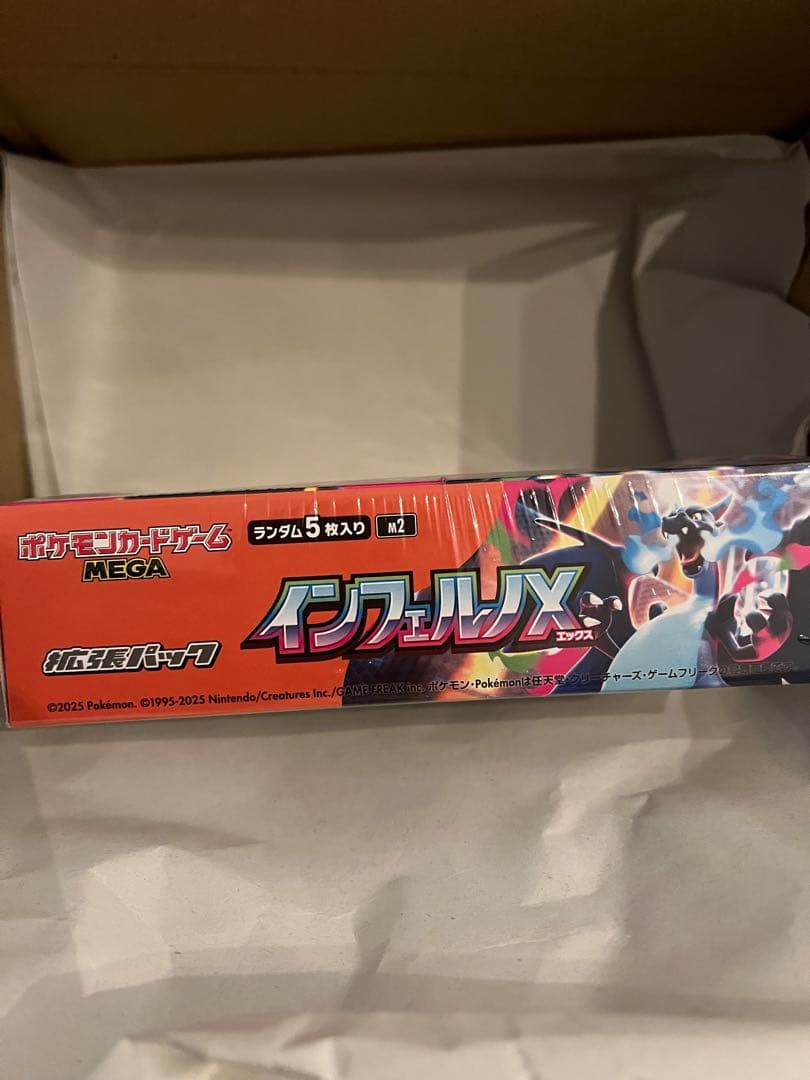 ポケモンカードゲーム
MEGA
ランダム5枚入り
M2
インフェルノX
エックス
拡張パック
©2025 Pokémon. ©1995-2025 Nintendo/Creatures Inc./GAME FREAK inc. ポケモン・Pokémonは任天堂・クリーチャーズ・ゲームフリークの